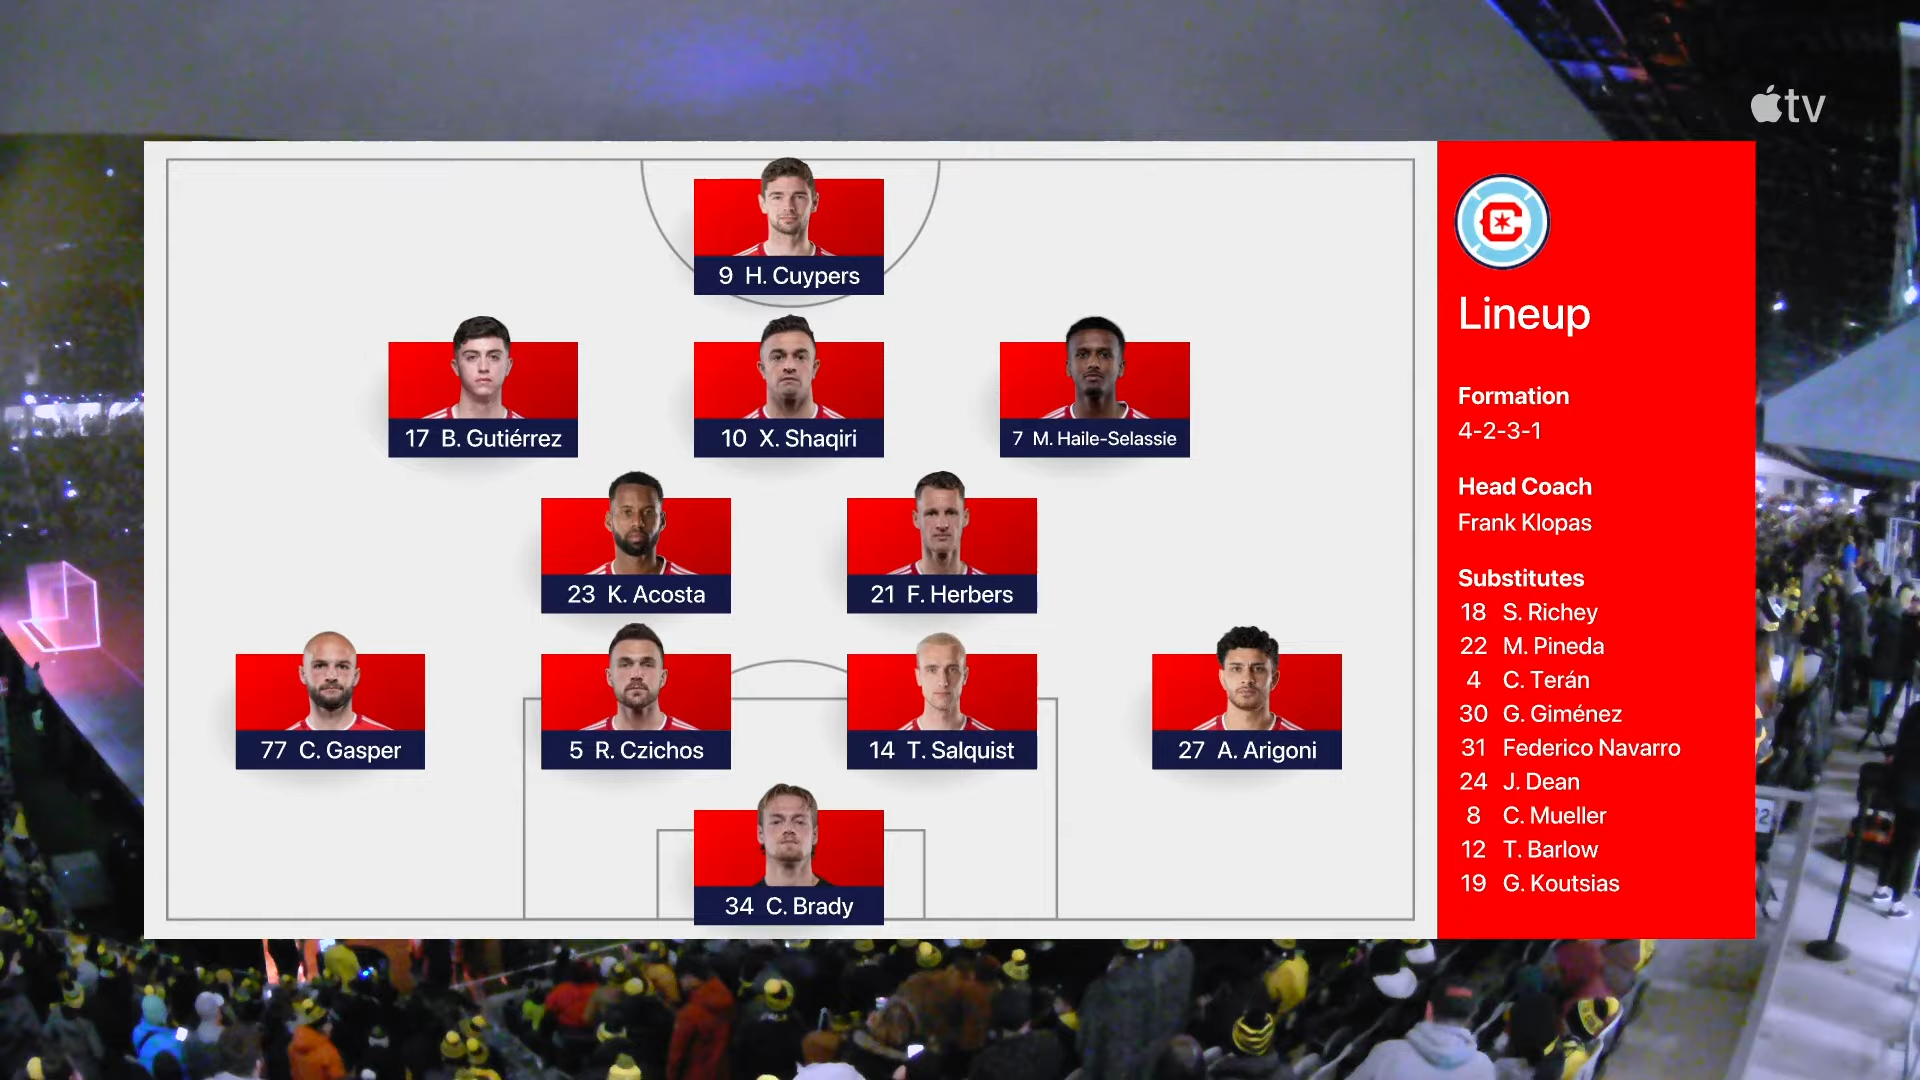 tv
9 H. Cuypers
17 B. Gutiérrez
10 X. Shaqiri
7 M. Haile-Selassie
23 K. Acosta
21 F. Herbers
77 C. Gasper
5 R. Czichos
14 T. Salquist
27 A. Arigoni
34 C. Brady
C
Lineup
Formation
4-2-3-1
Head Coach
Frank Klopas
Substitutes
18 S. Richey
22 M. Pineda
4 C. Terán
30 G. Giménez
31 Federico Navarro
24 J. Dean
8 C. Mueller
12 T. Barlow
19 G. Koutsias